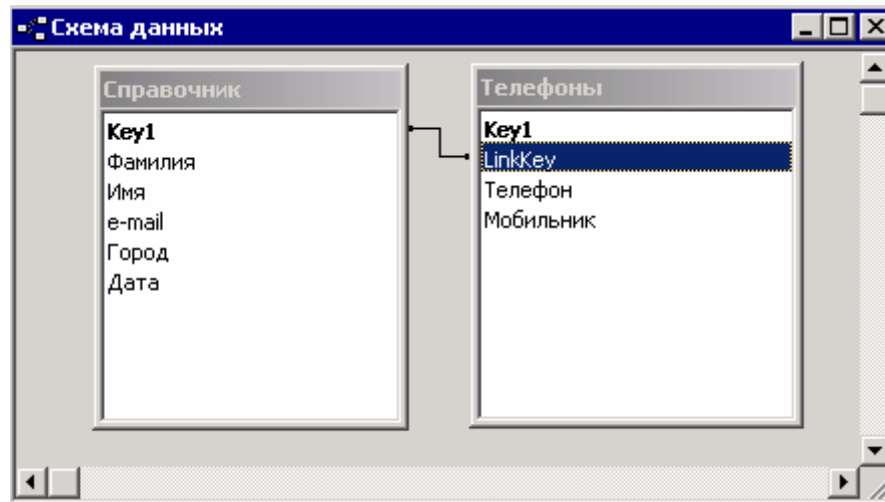 Схема данных
Справочник
Key1
Фамилия
Имя
e-mail
Город
Дата
Телефоны
Key1
LinkKey
Телефон
Мобильник